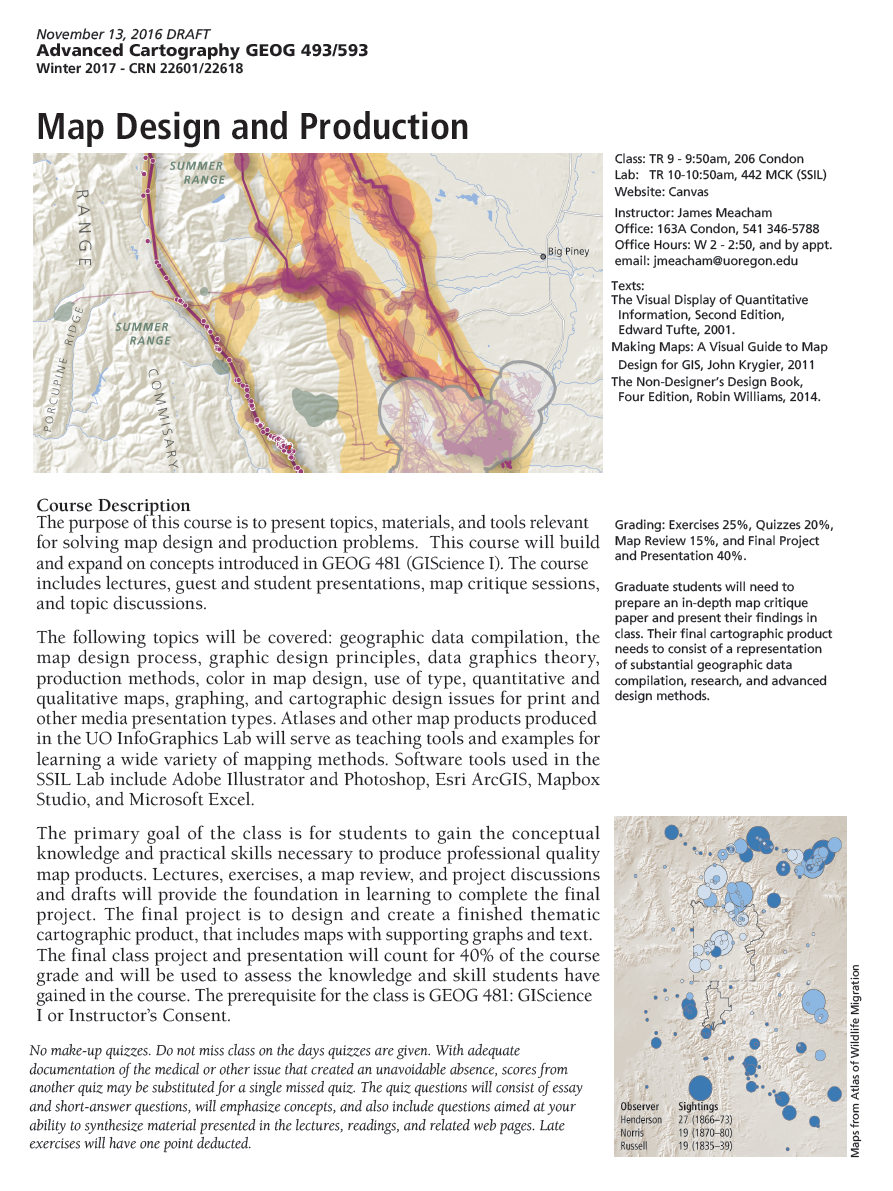 November 13, 2016 DRAFT
Advanced Cartography GEOG 493/593
Winter 2017 - CRN 22601/22618
Map Design and Production
SUMMER
RANGE
RANGE
Big Piney
SUMMER
RANGE
PORCUPINE RIDGE
COMMISARY
Class: TR 9 - 9:50am, 206 Condon
Lab: TR 10-10:50am, 442 MCK (SSIL)
Website: Canvas
Instructor: James Meacham
Office: 163A Condon, 541 346-5788
Office Hours: W 2 - 2:50, and by appt.
email: jmeacham@uoregon.edu
Texts:
The Visual Display of Quantitative
Information, Second Edition,
Edward Tufte, 2001.
Making Maps: A Visual Guide to Map
Design for GIS, John Krygier, 2011
The Non-Designer's Design Book,
Four Edition, Robin Williams, 2014.
Course Description
The purpose of this course is to present topics, materials, and tools relevant
for solving map design and production problems.  This course will build
and expand on concepts introduced in GEOG 481 (GIScience I). The course
includes lectures, guest and student presentations, map critique sessions,
and topic discussions.
The following topics will be covered: geographic data compilation, the
map design process, graphic design principles, data graphics theory,
production methods, color in map design, use of type, quantitative and
qualitative maps, graphing, and cartographic design issues for print and
other media presentation types. Atlases and other map products produced
in the UO InfoGraphics Lab will serve as teaching tools and examples for
learning a wide variety of mapping methods. Software tools used in the
SSIL Lab include Adobe Illustrator and Photoshop, Esri ArcGIS, Mapbox
Studio, and Microsoft Excel.
The primary goal of the class is for students to gain the conceptual
knowledge and practical skills necessary to produce professional quality
map products. Lectures, exercises, a map review, and project discussions
and drafts will provide the foundation in learning to complete the final
project. The final project is to design and create a finished thematic
cartographic product, that includes maps with supporting graphs and text.
The final class project and presentation will count for 40% of the course
grade and will be used to assess the knowledge and skill students have
gained in the course. The prerequisite for the class is GEOG 481: GIScience
I or Instructor's Consent.
No make-up quizzes. Do not miss class on the days quizzes are given. With adequate
documentation of the medical or other issue that created an unavoidable absence, scores from
another quiz may be substituted for a single missed quiz. The quiz questions will consist of essay
and short-answer questions, will emphasize concepts, and also include questions aimed at your
ability to synthesize material presented in the lectures, readings, and related web pages. Late
exercises will have one point deducted.
Grading: Exercises 25%, Quizzes 20%,
Map Review 15%, and Final Project
and Presentation 40%.
Graduate students will need to
prepare an in-depth map critique
paper and present their findings in
class. Their final cartographic product
needs to consist of a representation
of substantial geographic data
compilation, research, and advanced
design methods.
Observer Sightings
Henderson 27 (1866–73)
Norris 19 (1870–80)
Russell 19 (1835–39)
Maps from Atlas of Wildlife Migration